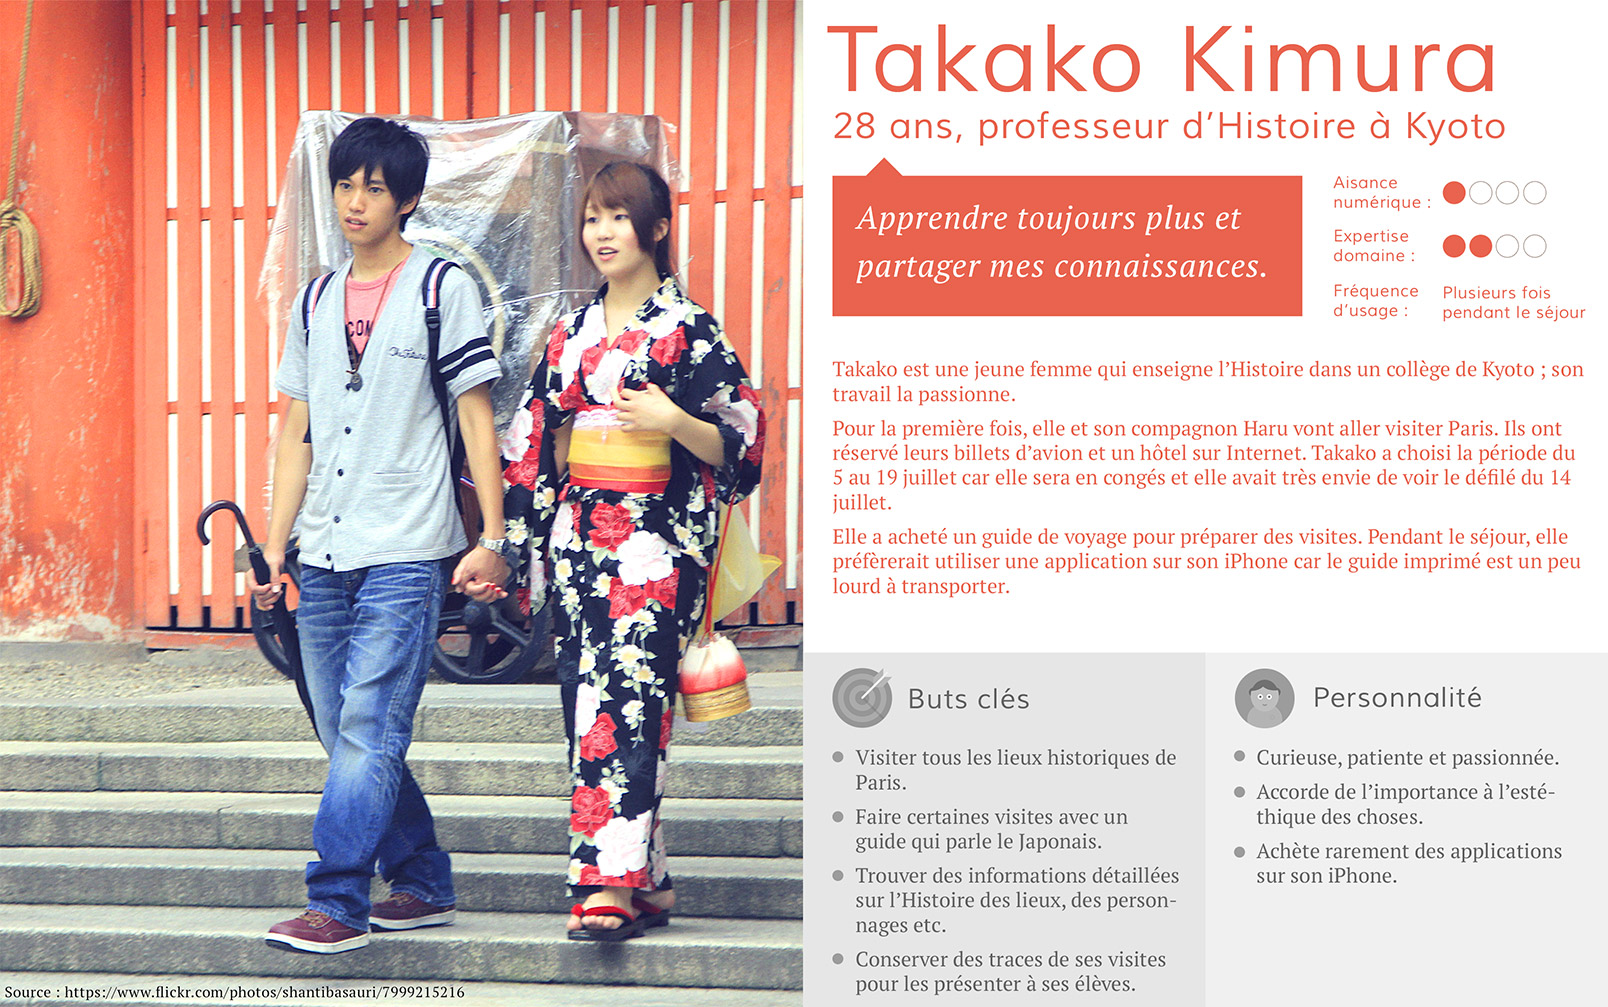 Takako Kimura
28 ans, professeur d’Histoire à Kyoto
Apprendre toujours plus et
partager mes connaissances.
Aisance
numérique :
Expertise
domaine :
Fréquence
d’usage :
Plusieurs fois
pendant le séjour
Takako est une jeune femme qui enseigne l’Histoire dans un collège de Kyoto ; son
travail la passionne.
Pour la première fois, elle et son compagnon Haru vont aller visiter Paris. Ils ont
réservé leurs billets d’avion et un hôtel sur Internet. Takako a choisi la période du
5 au 19 juillet car elle sera en congés et elle avait très envie de voir le défilé du 14
juillet.
Elle a acheté un guide de voyage pour préparer des visites. Pendant le séjour, elle
préfèrerait utiliser une application sur son iPhone car le guide imprimé est un peu
lourd à transporter.
Buts clés
Visiter tous les lieux historiques de
Paris.
Faire certaines visites avec un
guide qui parle le Japonais.
Trouver des informations détaillées
sur l’Histoire des lieux, des person-
nages etc.
Conserver des traces de ses visites
pour les présenter à ses élèves.
Personnalité
Curieuse, patiente et passionnée.
Accorde de l’importance à l’esté-
thique des choses.
Achète rarement des applications
sur son iPhone.
Source : https://www.flickr.com/photos/shantibasauri/7999215216